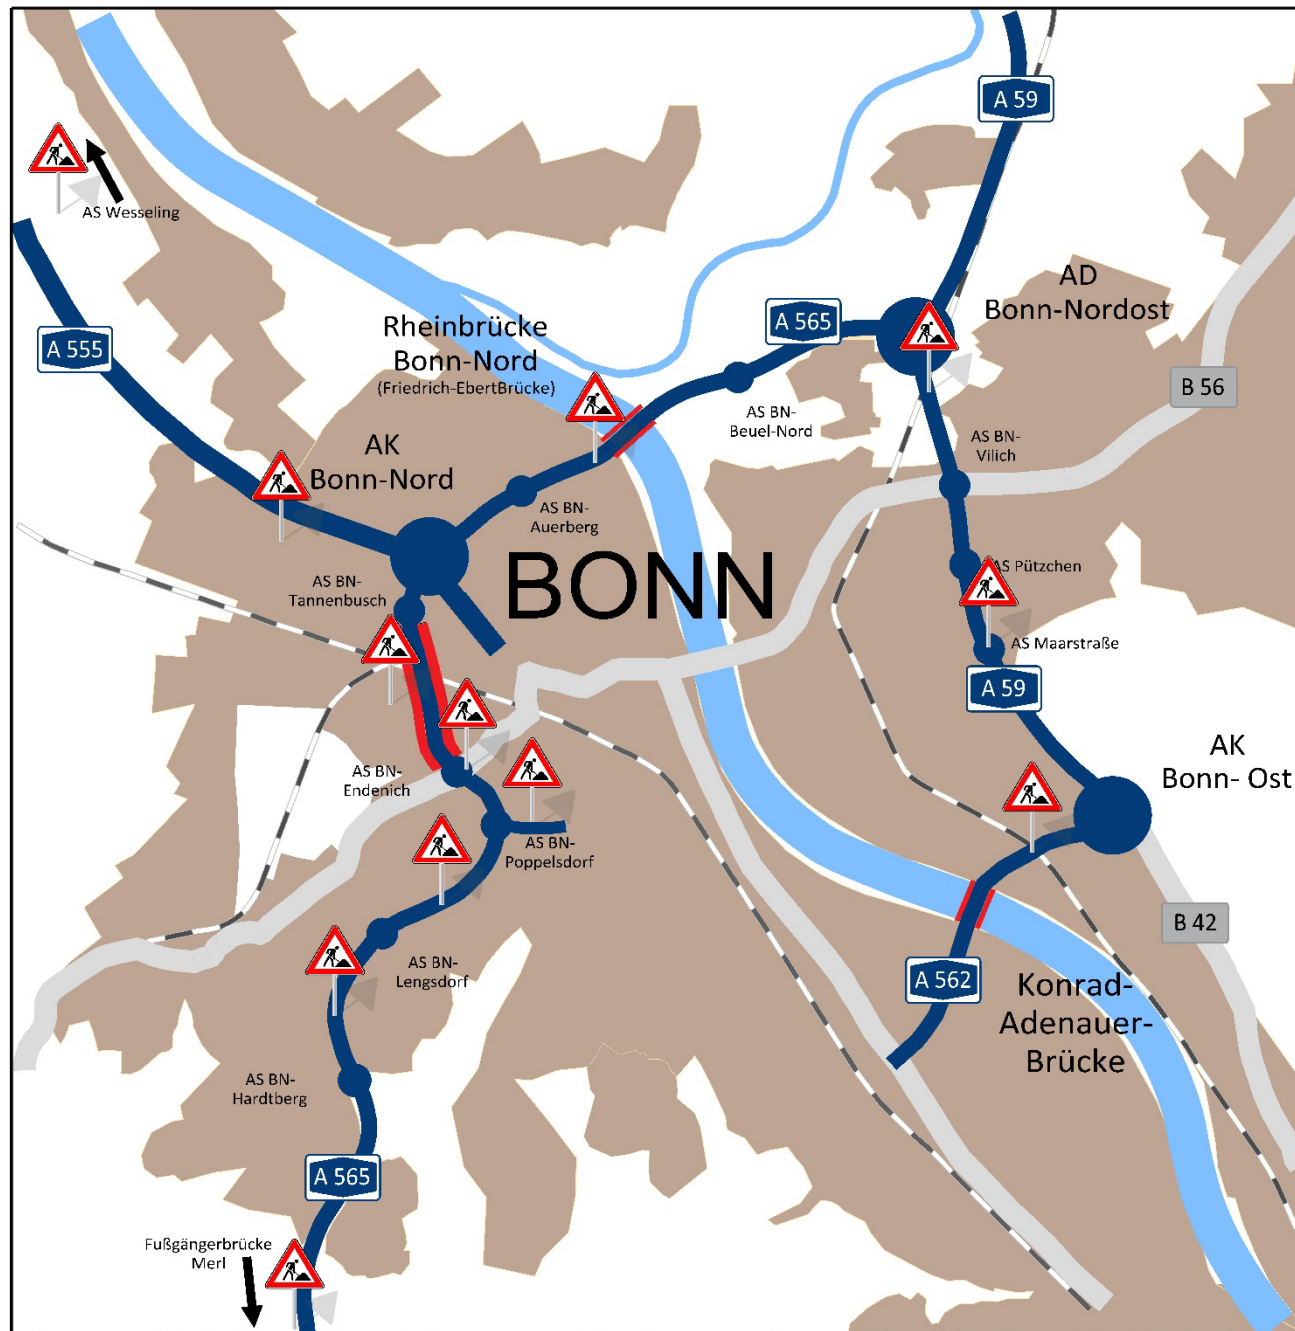 A 59
AS Wesseling
AD
Bonn-Nordost
A 565
Rheinbrücke
Bonn-Nord
(Friedrich-EbertBrücke)
A 555
B 56
AS BN-
Beuel-Nord
AK
Bonn-Nord
AS BN-
Vilich
AS BN-
Auerberg
BONN
AS Pützchen
AS BN-
Tannenbusch
AS Maarstraße
A 59
AK
Bonn- Ost
AS BN-
Endenich
AS BN-
Poppelsdorf
B 42
AS BN-
Lengsdorf
A 562
Konrad-
Adenauer-
Brücke
AS BN-
Hardtberg
A 565
Fußgängerbrücke
Merl